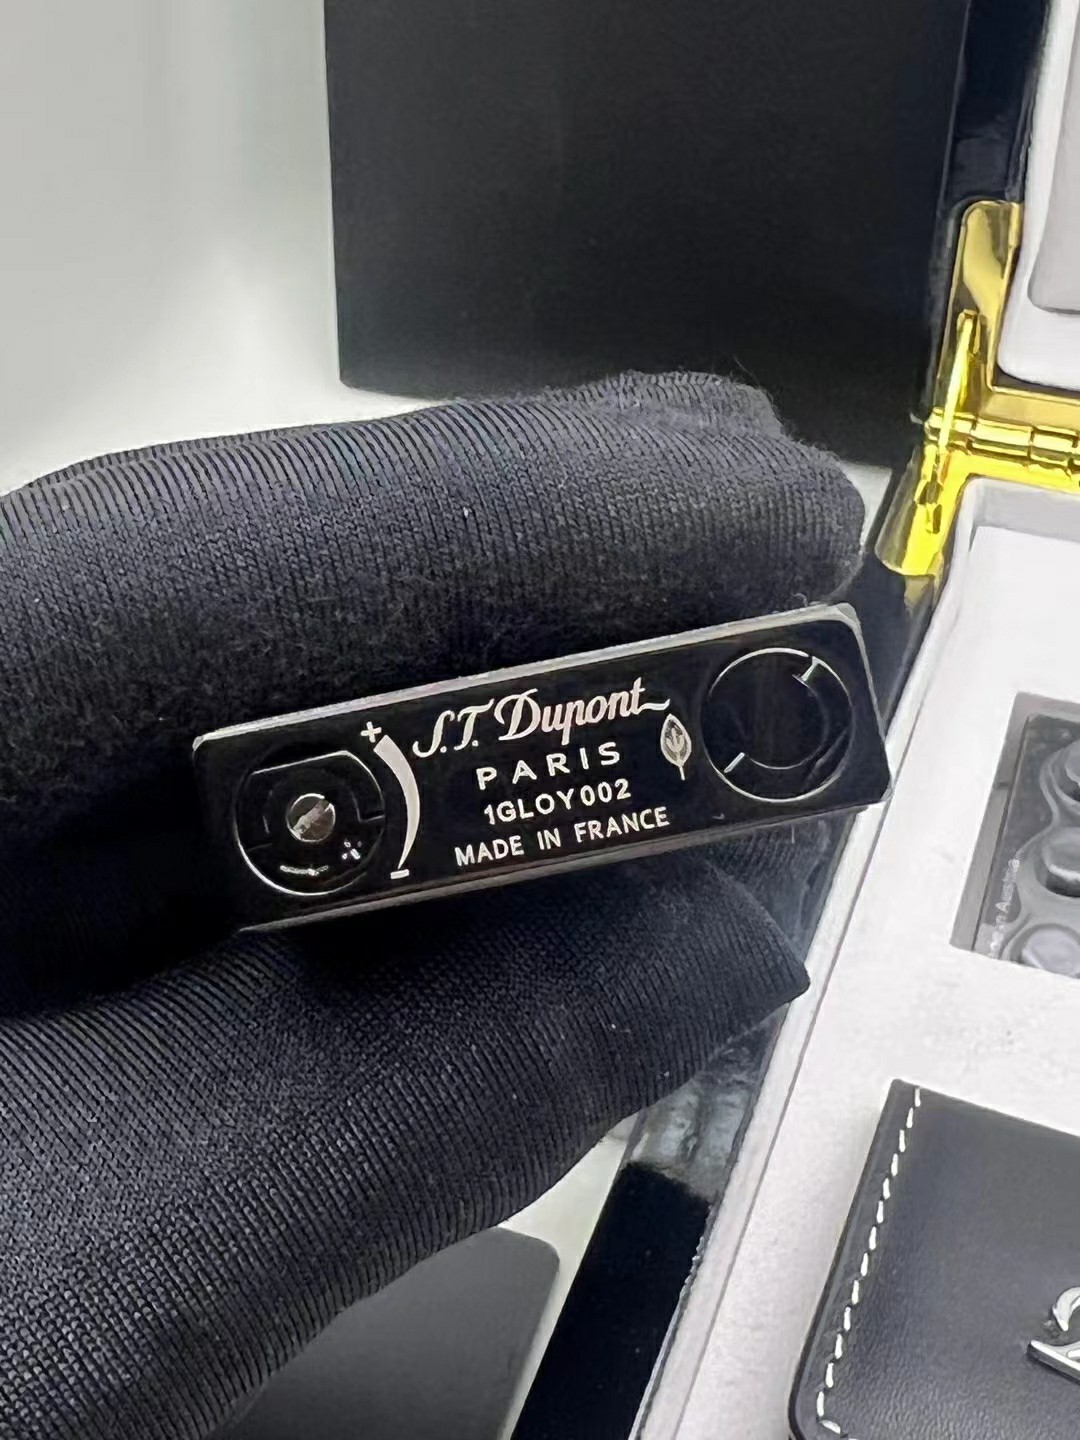 +
S.T. Dupont
PARIS
1GLOY002
MADE IN FRANCE
-